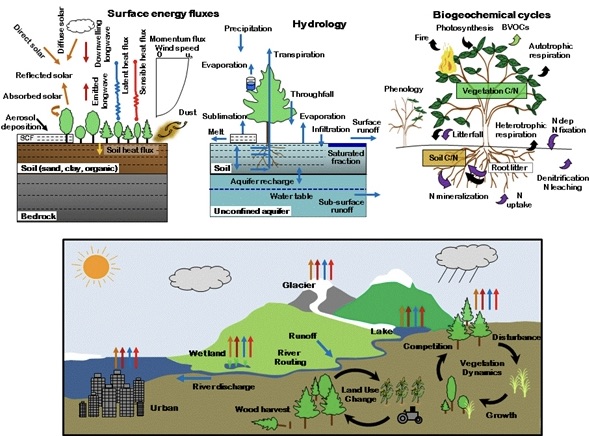 Surface energy fluxes
Direct solar
Diffuse solar
Downwelling
longwave
Latent heat flux
Sensible heat flux
Momentum flux
Wind speed
0
u
Reflected solar
Absorbed solar
Emitted
longwave
Aerosol
deposition
SCF
Dust
Soil heat flux
Soil (sand, clay, organic)
Bedrock
Hydrology
Precipitation
Transpiration
Evaporation
Throughfall
Sublimation
Evaporation
Melt
Infiltration
Surface
runoff
Saturated
fraction
Soil
Aquifer recharge
Water table
Unconfined aquifer
Sub-surface
runoff
Biogeochemical cycles
Photosynthesis
BVOCs
Fire
Autotrophic
respiration
Vegetation C/N
Phenology
Litterfall
Heterotrophic
respiration
N dep
N fixation
Soil C/N
Root litter
Denitrification
N leaching
N mineralization
N
uptake
Glacier
Lake
Competition
Disturbance
Runoff
Wetland
River
Routing
Vegetation
Dynamics
River discharge
Land Use
Change
Urban
Wood harvest
Growth